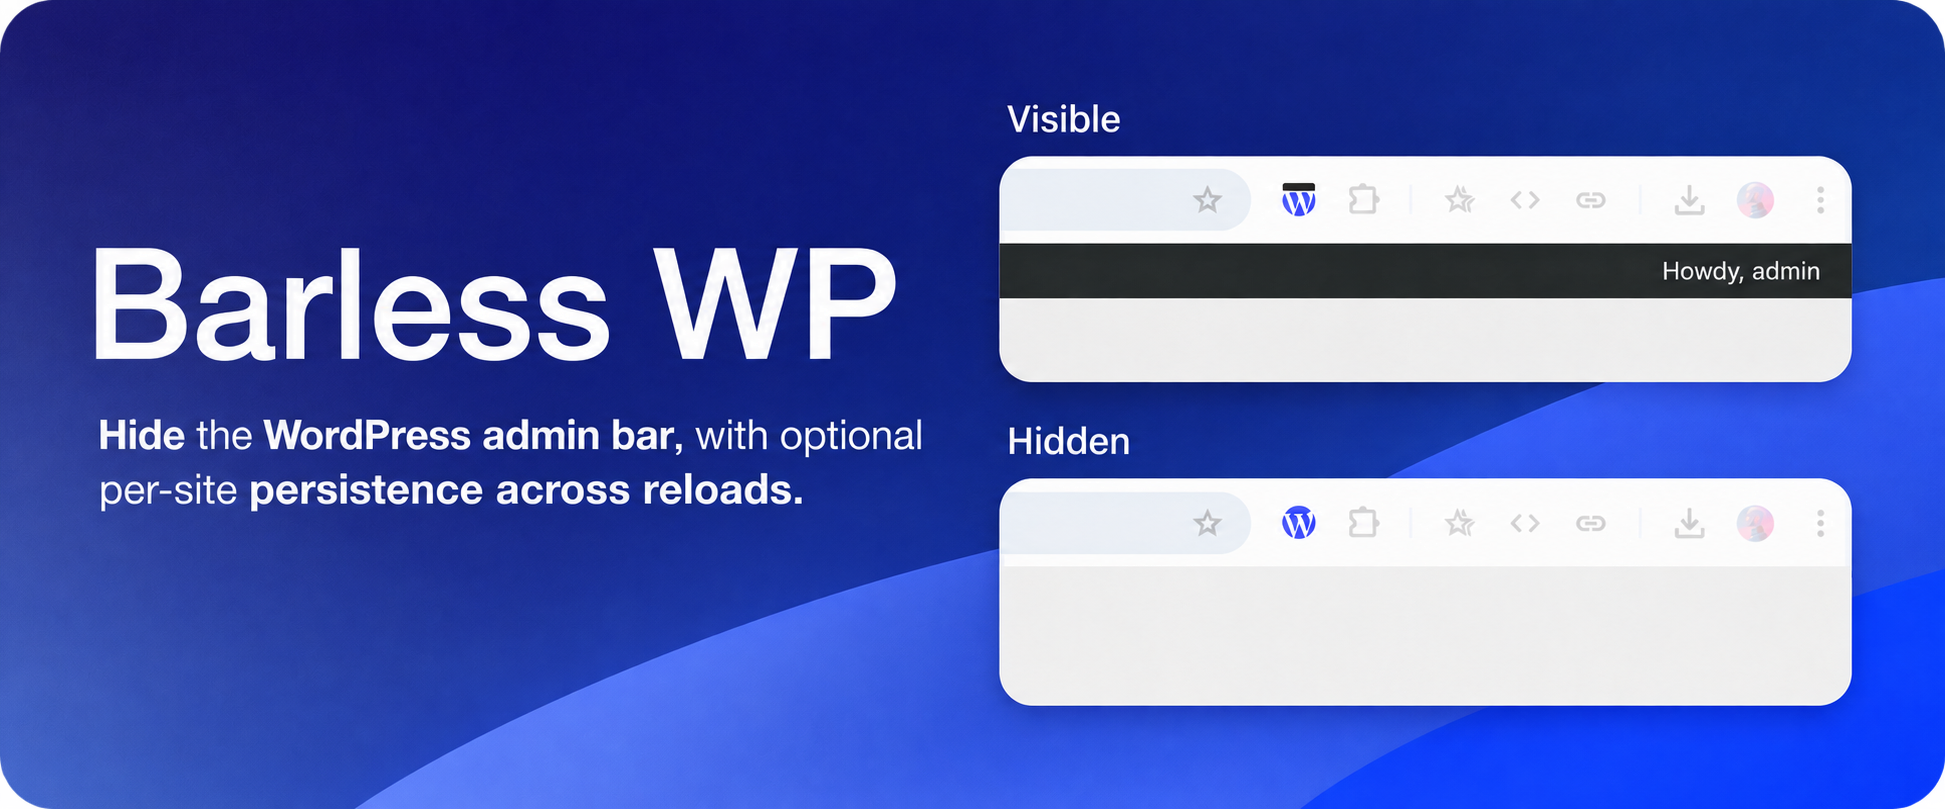 Barless WP
Hide the WordPress admin bar, with optional
per-site persistence across reloads.
Visible
Howdy, admin
Hidden